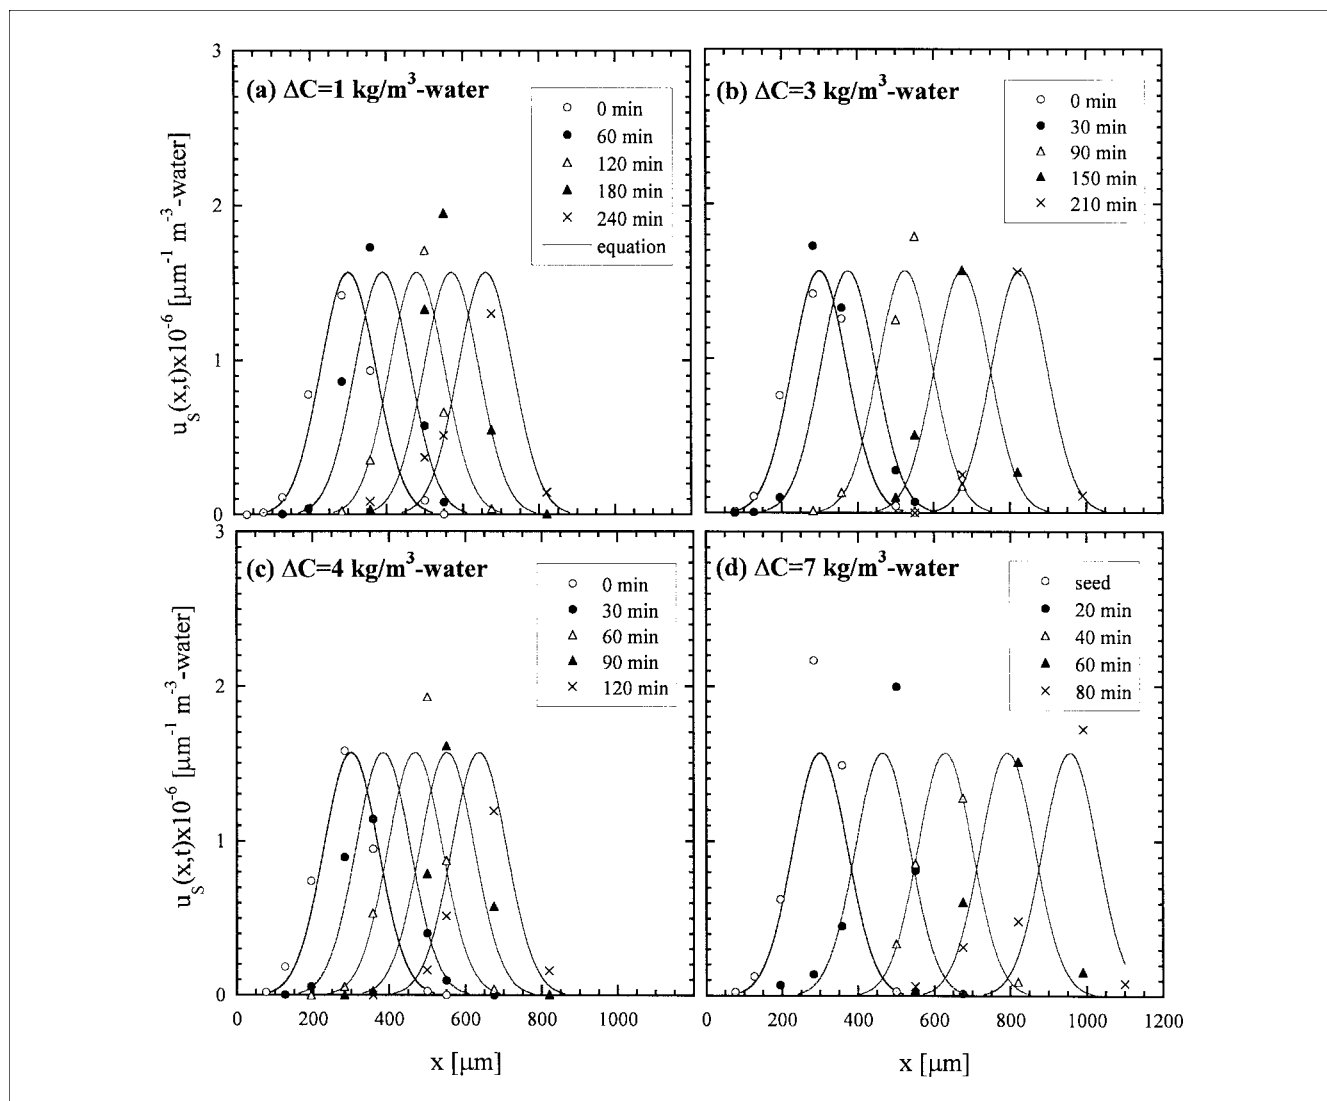 (a) ΔC=1 kg/m³-water
0 min
60 min
120 min
180 min
240 min
equation
(b) ΔC=3 kg/m³-water
0 min
30 min
90 min
150 min
210 min
3
2
1
0
u_S(x,t)x10⁻⁶ [μm⁻¹ m⁻³-water]
(c) ΔC=4 kg/m³-water
0 min
30 min
60 min
90 min
120 min
(d) ΔC=7 kg/m³-water
seed
20 min
40 min
60 min
80 min
3
2
1
0
u_S(x,t)x10⁻⁶ [μm⁻¹ m⁻³-water]
0 200 400 600 800 1000
0 200 400 600 800 1000 1200
x [μm]
x [μm]